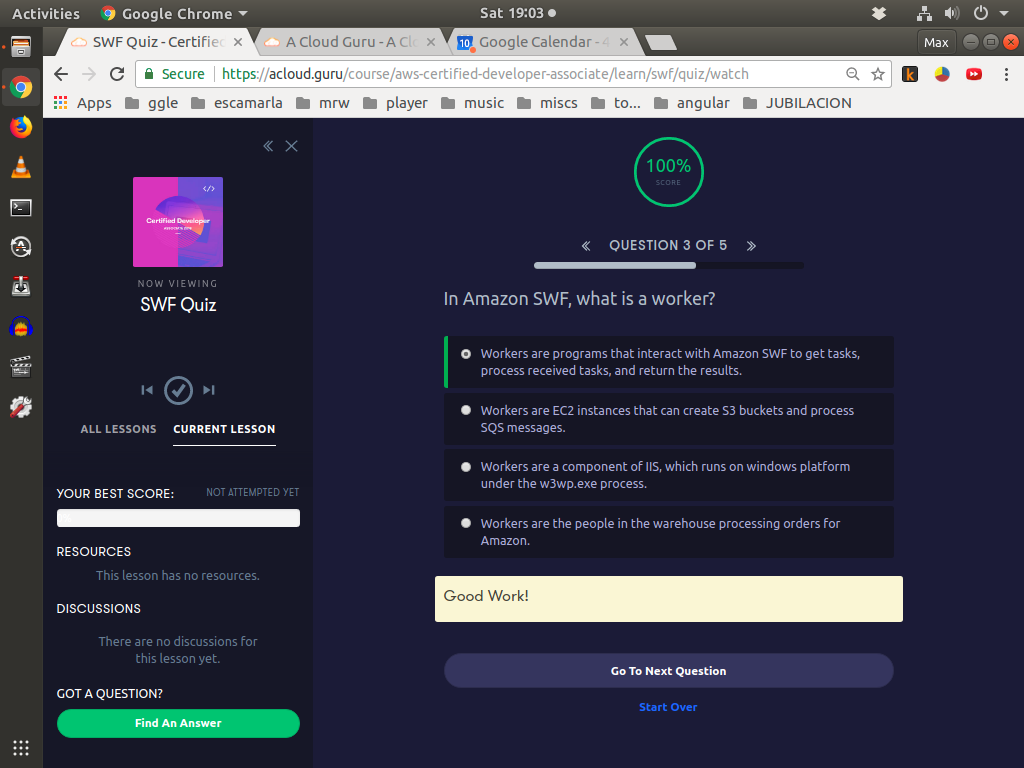 Activities
Google Chrome
Sat 19:03
SWF Quiz - Certified
A Cloud Guru - A Cl
Google Calendar - 4
Max
Secure
https://acloud.guru/course/aws-certified-developer-associate/learn/swf/quiz/watch
Apps
ggle
escamarla
mrw
player
music
miscs
to...
angular
JUBILACION
</>
Certified Developer
NOW VIEWING
SWF Quiz
ALL LESSONS
CURRENT LESSON
YOUR BEST SCORE:
NOT ATTEMPTED YET
RESOURCES
This lesson has no resources.
DISCUSSIONS
There are no discussions for
this lesson yet.
GOT A QUESTION?
Find An Answer
100%
SCORE
QUESTION 3 OF 5
In Amazon SWF, what is a worker?
Workers are programs that interact with Amazon SWF to get tasks,
process received tasks, and return the results.
Workers are EC2 instances that can create S3 buckets and process
SQS messages.
Workers are a component of IIS, which runs on windows platform
under the w3wp.exe process.
Workers are the people in the warehouse processing orders for
Amazon.
Good Work!
Go To Next Question
Start Over